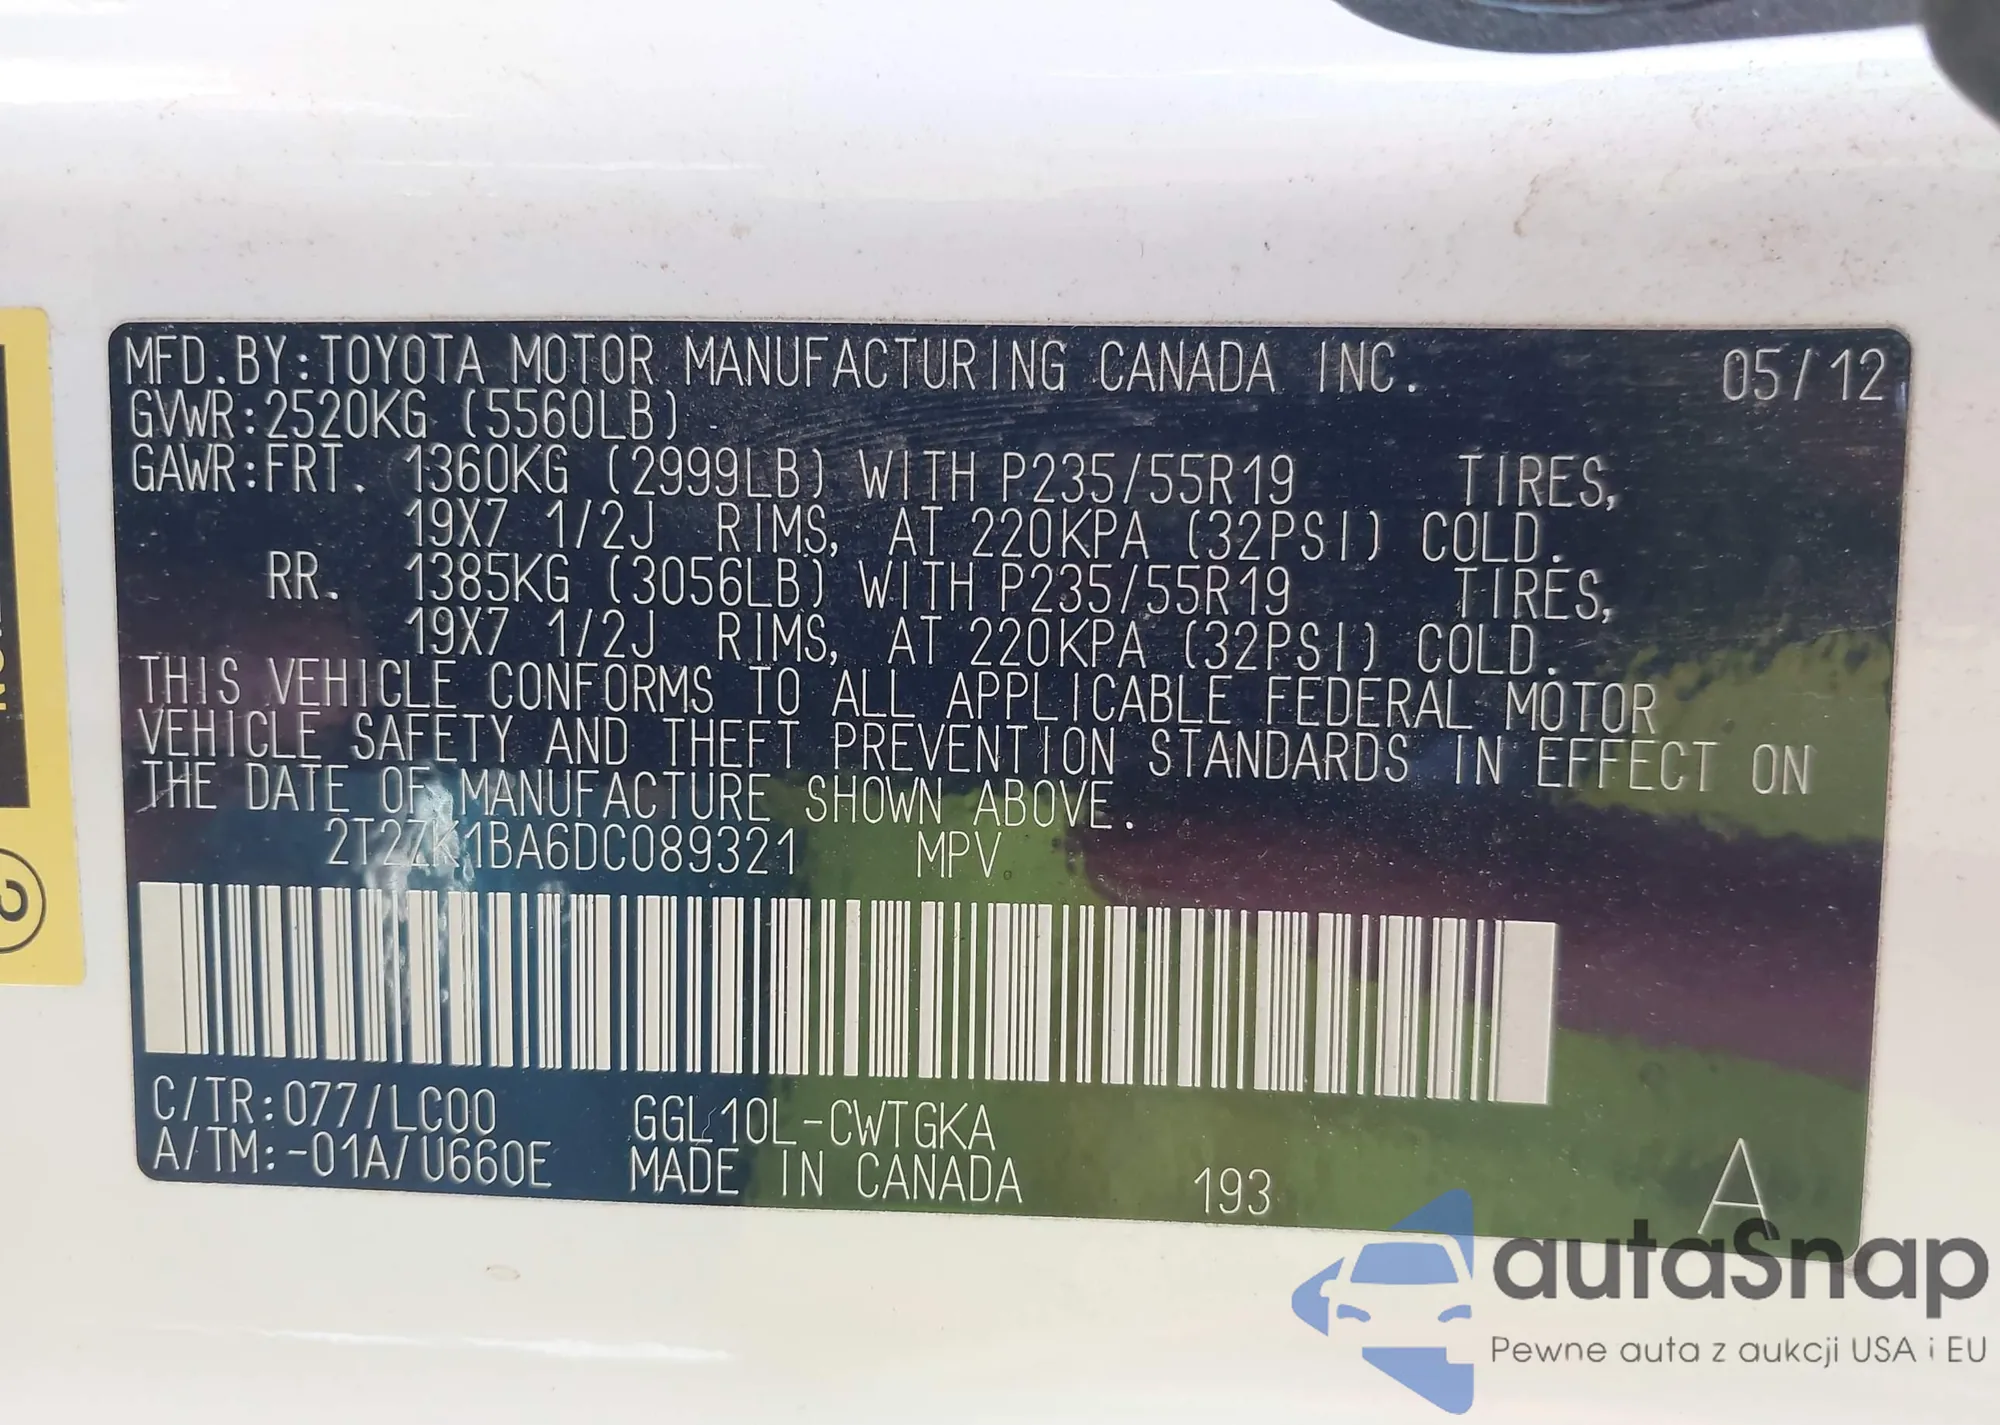 MFD.BY:TOYOTA MOTOR MANUFACTURING CANADA INC. 05/12
GVWR:2520KG (5560LB)
GAWR:FRT. 1360KG (2999LB) WITH P235/55R19 TIRES,
19X7 1/2J RIMS, AT 220KPA (32PSI) COLD.
RR. 1385KG (3056LB) WITH P235/55R19 TIRES,
19X7 1/2J RIMS, AT 220KPA (32PSI) COLD.
THIS VEHICLE CONFORMS TO ALL APPLICABLE FEDERAL MOTOR
VEHICLE SAFETY AND THEFT PREVENTION STANDARDS IN EFFECT ON
THE DATE OF MANUFACTURE SHOWN ABOVE.
2T2ZK1BA6DC089321 MPV
C/TR:077/LC00 GGL10L-CWTGKA
A/TM:-01A/U660E MADE IN CANADA 193 A
autaSnap
Pewne auta z aukcji USA i EU